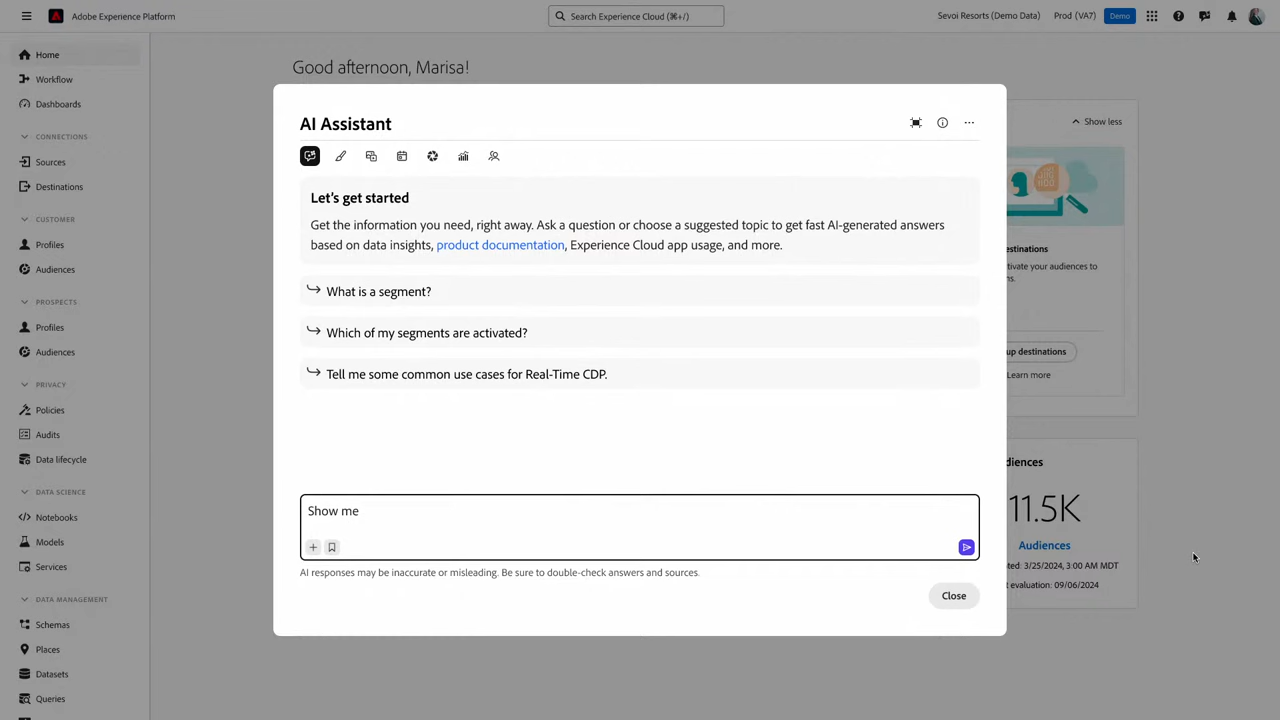 Adobe Experience Platform
Search Experience Cloud (⌘+/)
Sevoi Resorts (Demo Data)
Prod (VA7)
Demo
Home
Workflow
Dashboards
CONNECTIONS
Sources
Destinations
CUSTOMER
Profiles
Audiences
PROSPECTS
Profiles
Audiences
PRIVACY
Policies
Audits
Data lifecycle
DATA SCIENCE
Notebooks
Models
Services
DATA MANAGEMENT
Schemas
Places
Datasets
Queries
Good afternoon, Marisa!
AI Assistant
Let's get started
Get the information you need, right away. Ask a question or choose a suggested topic to get fast AI-generated answers
based on data insights, product documentation, Experience Cloud app usage, and more.
What is a segment?
Which of my segments are activated?
Tell me some common use cases for Real-Time CDP.
Show me
AI responses may be inaccurate or misleading. Be sure to double-check answers and sources.
Close
Show less
your audiences to
destinations
Learn more
11.5K
Audiences
3/25/2024, 3:00 AM MDT
evaluation: 09/06/2024